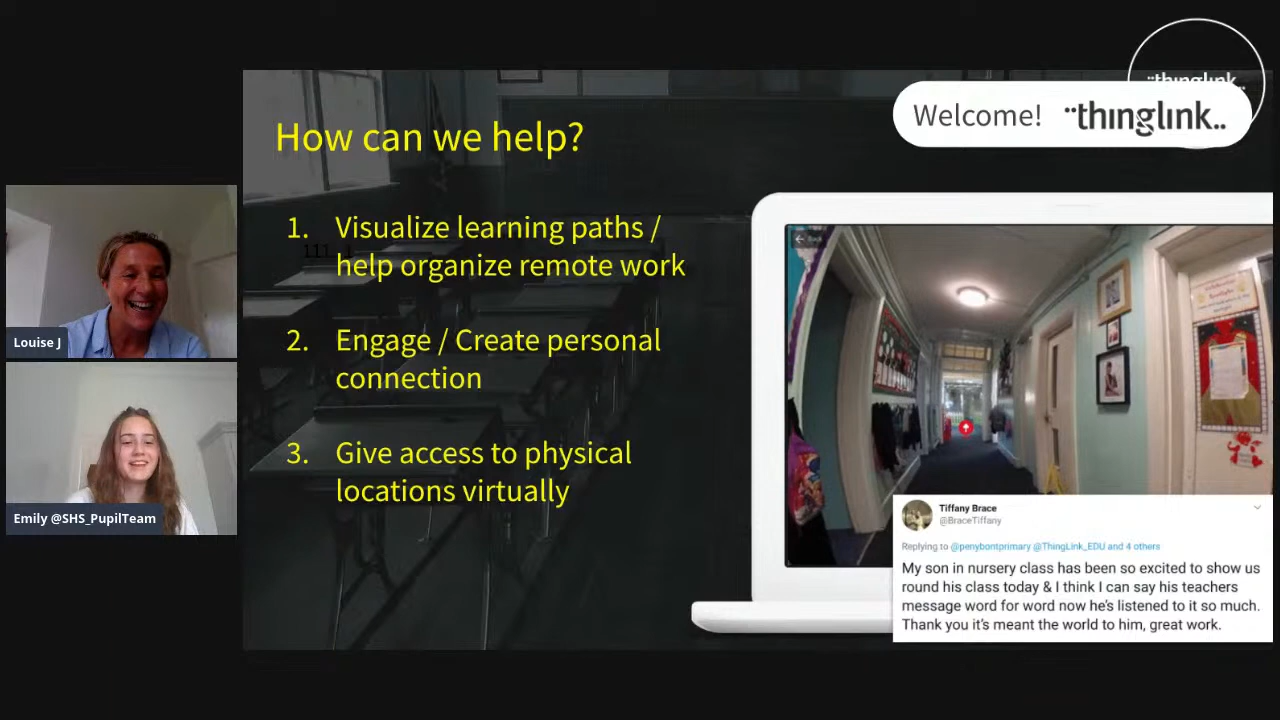 ¨thinglink..
Welcome! ¨thinglink..
How can we help?
1. Visualize learning paths /
help organize remote work
2. Engage / Create personal
connection
3. Give access to physical
locations virtually
Louise J
Emily @SHS_PupilTeam
Back
Tiffany Brace
@BraceTiffany
Replying to @penybontprimary @ThingLink_EDU and 4 others
My son in nursery class has been so excited to show us
round his class today & I think I can say his teachers
message word for word now he's listened to it so much.
Thank you it's meant the world to him, great work.